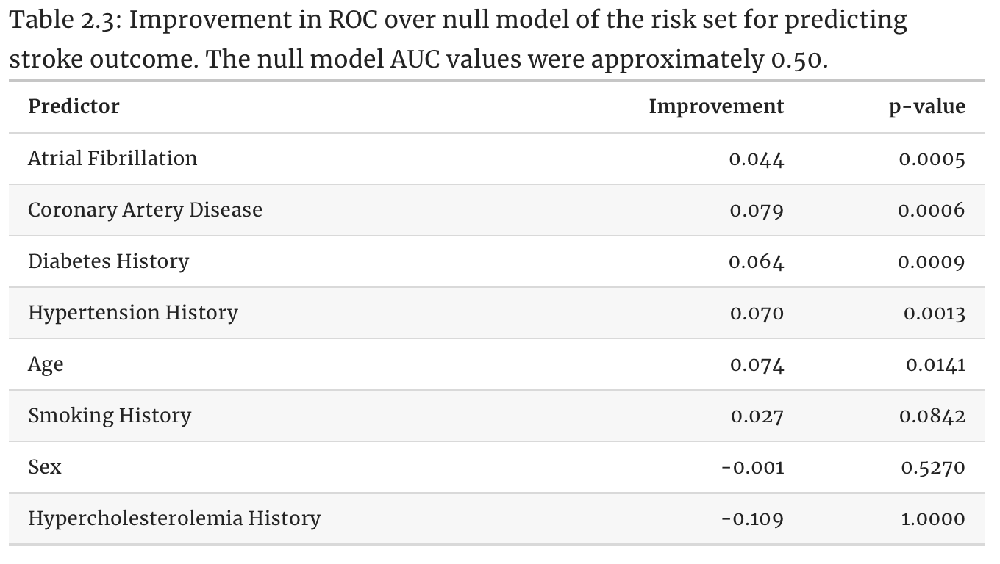 Table 2.3: Improvement in ROC over null model of the risk set for predicting
stroke outcome. The null model AUC values were approximately 0.50.
Predictor Improvement p-value
Atrial Fibrillation 0.044 0.0005
Coronary Artery Disease 0.079 0.0006
Diabetes History 0.064 0.0009
Hypertension History 0.070 0.0013
Age 0.074 0.0141
Smoking History 0.027 0.0842
Sex -0.001 0.5270
Hypercholesterolemia History -0.109 1.0000